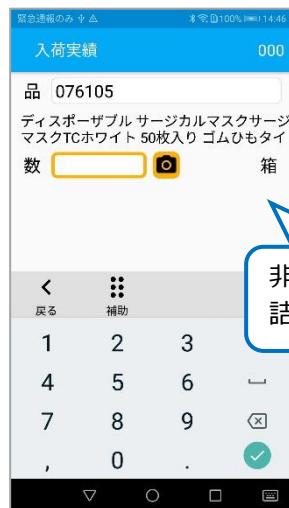 緊急通報のみ 100% 14:46
入荷実績 000
品 076105
ディスポーザブル サージカルマスクサージ
マスクTCホワイト 50枚入り ゴムひもタイ
数 箱
非
詰
戻る 補助
1 2 3
4 5 6
7 8 9
, 0 .